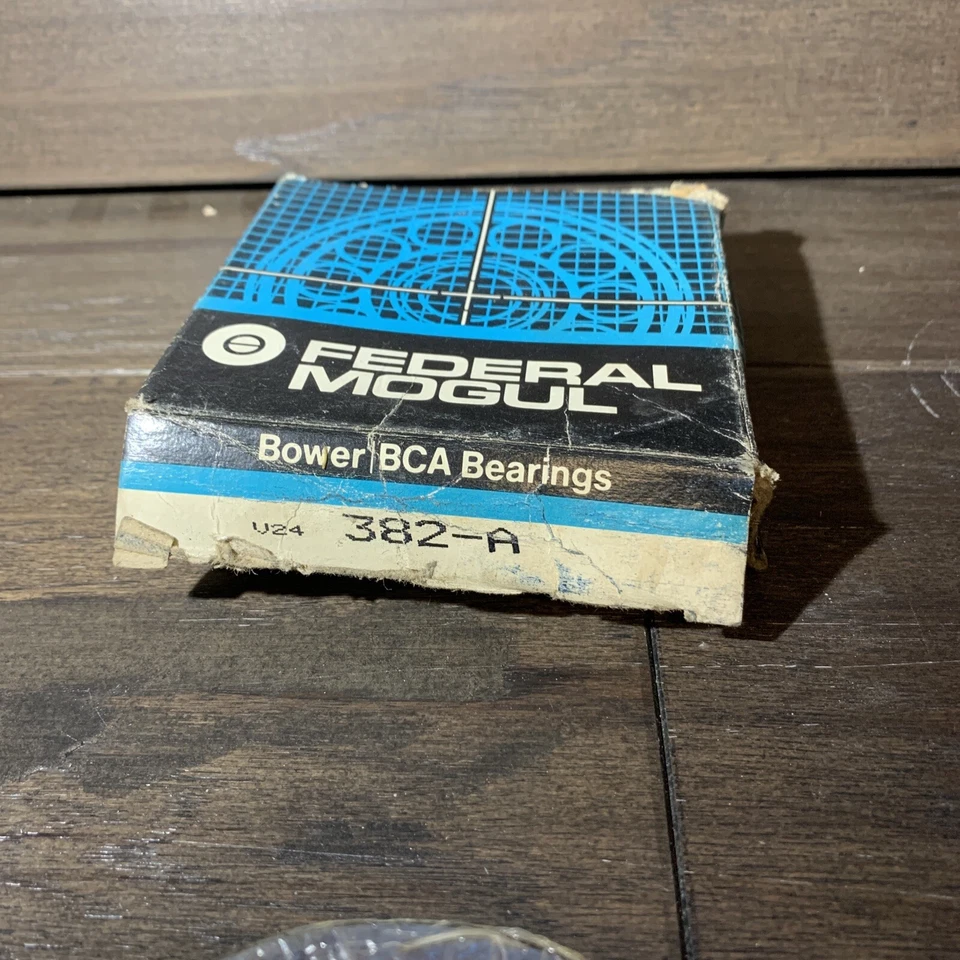 FEDERAL
MOGUL
Bower BCA Bearings
U24 382-A